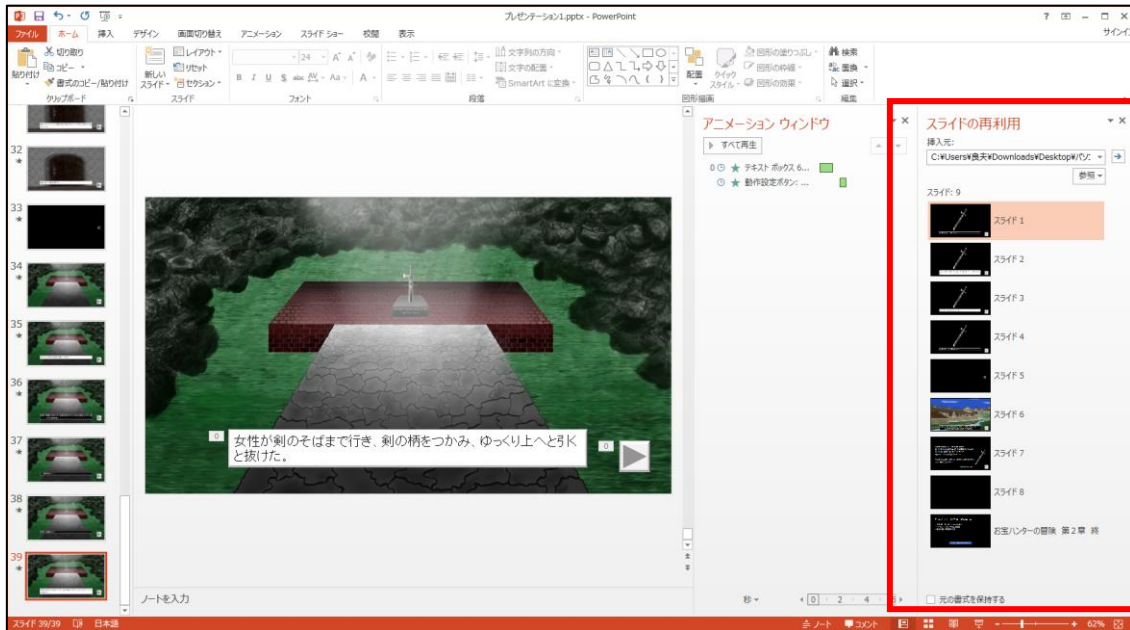 プレゼンテーション1.pptx - PowerPoint
サインイ
ファイル ホーム 挿入 デザイン 画面切り替え アニメーション スライド ショー 校閲 表示
貼り付け
切り取り
コピー
書式のコピー/貼り付け
クリップボード
新しい
スライド
レイアウト
リセット
セクション
スライド
24
フォント
文字列の方向
文字の配置
SmartArt に変換
段落
配置
クイック
スタイル
図形の塗りつぶし
図形の枠線
図形の効果
図形描画
検索
置換
選択
編集
32
33
34
35
36
37
38
39
女性が剣のそばまで行き、剣の柄をつかみ、ゆっくり上へと引く
と抜けた。
0
0
ノートを入力
アニメーション ウィンドウ
すべて再生
0 テキスト ボックス 6...
動作設定ボタン: ...
秒 0 2 4
スライドの再利用
挿入元:
C:¥Users¥良夫¥Downloads¥Desktop¥パソ:
参照
スライド: 9
スライド 1
スライド 2
スライド 3
スライド 4
スライド 5
スライド 6
スライド 7
スライド 8
お宝ハンターの冒険 第2章 終
元の書式を保持する
スライド 39/39 日本語
ノート コメント 62%